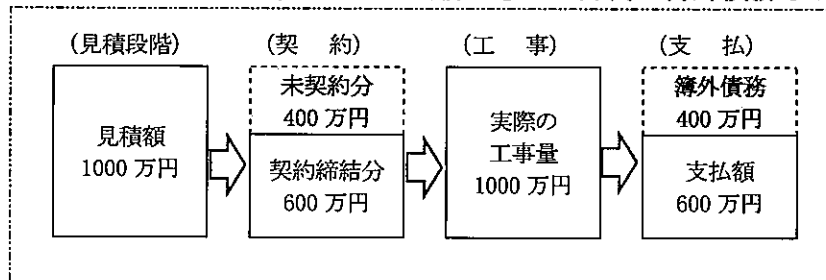 （見積段階）
（契　約）
（工　事）
（支　払）
見積額
1000 万円
未契約分
400 万円
契約締結分
600 万円
実際の
工事量
1000 万円
簿外債務
400 万円
支払額
600 万円